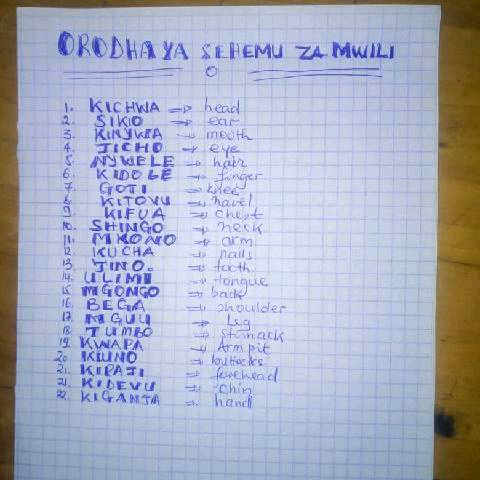 ORODHA YA SEHEMU ZA MWILI
1. KICHWA → head
2. SIKIO → ear
3. KINYWA → mouth
4. JICHO → eye
5. NYWELE → hair
6. KIDOLE → finger
7. GOTI → knee
8. KITOVU → navel
9. KIFUA → chest
10. SHINGO → neck
11. MKONO → arm
12. KUCHA → nails
13. JINO. → tooth
14. ULIMI → tongue
15. MGONGO → back
16. BEGA → shoulder
17. MGUU → Leg
18. TUMBO → stomack
19. KWAPA → Arm pit
20. KIUNO → buttocks
21. KIPAJI → forehead
21. KIDEVU → chin
22. KIGANJA → hand